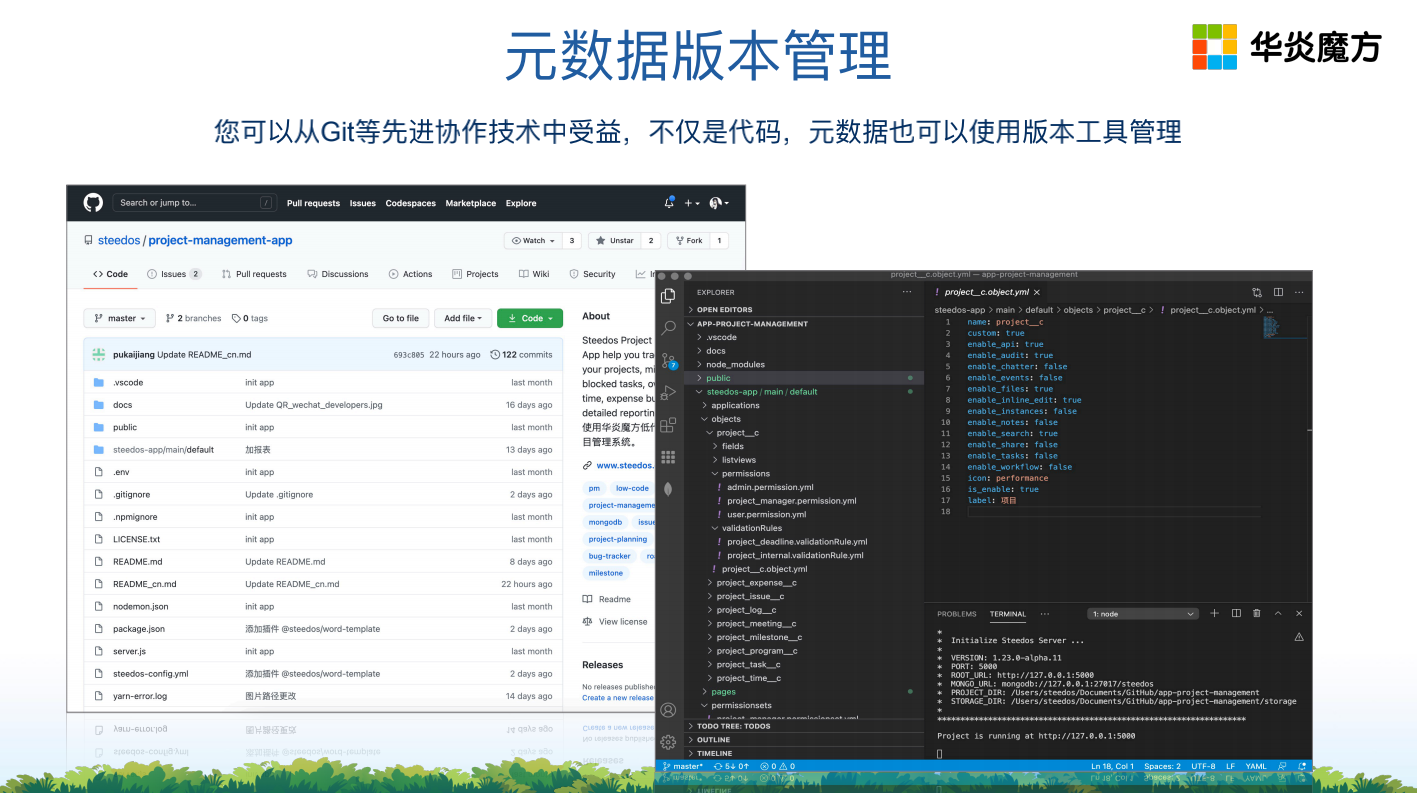 元数据版本管理
华炎魔方
您可以从Git等先进协作技术中受益，不仅是代码，元数据也可以使用版本工具管理
Search or jump to... /
Pull requests Issues Codespaces Marketplace Explore
steedos / project-management-app
Watch 3 Unstar 2 Fork 1
Code Issues 2 Pull requests Discussions Actions Projects Wiki Security
master 2 branches 0 tags Go to file Add file Code
pukaijiang Update README_cn.md 693c805 22 hours ago 122 commits
.vscode init app last month
docs Update QR_wechat_developers.jpg 16 days ago
public init app last month
steedos-app/main/default 加报表 13 days ago
.env init app last month
.gitignore Update .gitignore 2 days ago
.npmignore init app last month
LICENSE.txt init app last month
README.md Update README.md 8 days ago
README_cn.md Update README_cn.md 22 hours ago
nodemon.json init app last month
package.json 添加插件 @steedos/word-template 2 days ago
server.js init app last month
steedos-config.yml 添加插件 @steedos/word-template 2 days ago
yarn-error.log 图片路径更改 14 days ago
About
Steedos Project
App help you tra
your projects, mi
blocked tasks, o
time, expense bu
detailed reportin
使用华炎魔方低
目管理系统。
www.steedos.
pm low-code
project-manageme
mongodb issue
project-planning
bug-tracker ro
milestone
Readme
View license
Releases
No releases publishe
Create a new release
project__c.object.yml — app-project-management
EXPLORER ···
OPEN EDITORS
APP-PROJECT-MANAGEMENT
.vscode
docs
node_modules
public
steedos-app / main / default
applications
objects
project__c
fields
listviews
permissions
! admin.permission.yml
! project_manager.permission.yml
! user.permission.yml
validationRules
! project_deadline.validationRule.yml
! project_internal.validationRule.yml
! project__c.object.yml
project_expense__c
project_issue__c
project_log__c
project_meeting__c
project_milestone__c
project_program__c
project_task__c
project_time__c
pages
permissionsets
! project_manager.permissionset.yml
TODO TREE: TODOS
OUTLINE
TIMELINE
7
! project__c.object.yml ×
steedos-app > main > default > objects > project__c > ! project__c.object.yml > ...
1 name: project__c
2 custom: true
3 enable_api: true
4 enable_audit: true
5 enable_chatter: false
6 enable_events: false
7 enable_files: true
8 enable_inline_edit: true
9 enable_instances: false
10 enable_notes: false
11 enable_search: true
12 enable_share: false
13 enable_tasks: false
14 enable_workflow: false
15 icon: performance
16 is_enable: true
17 label: 项目
18
PROBLEMS TERMINAL ··· 1: node
*
* Initialize Steedos Server ...
*
* VERSION: 1.23.0-alpha.11
* PORT: 5000
* ROOT_URL: http://127.0.0.1:5000
* MONGO_URL: mongodb://127.0.0.1:27017/steedos
* PROJECT_DIR: /Users/steedos/Documents/GitHub/app-project-management
* STORAGE_DIR: /Users/steedos/Documents/GitHub/app-project-management/storage
*
Project is running at http://127.0.0.1:5000
master* 5↓ 0↑ 0 0 Ln 18, Col 1 Spaces: 2 UTF-8 LF YAML